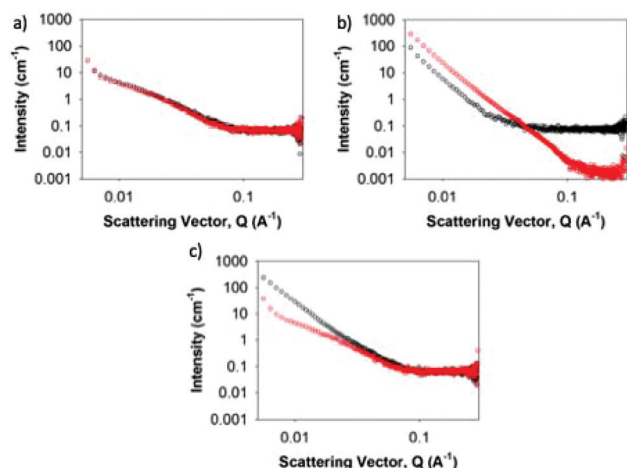 a)
1000
100
10
1
0.1
0.01
0.001
Intensity (cm⁻¹)
0.01 0.1
Scattering Vector, Q (A⁻¹)
b)
1000
100
10
1
0.1
0.01
0.001
Intensity (cm⁻¹)
0.01 0.1
Scattering Vector, Q (A⁻¹)
c)
1000
100
10
1
0.1
0.01
0.001
Intensity (cm⁻¹)
0.01 0.1
Scattering Vector, Q (A⁻¹)